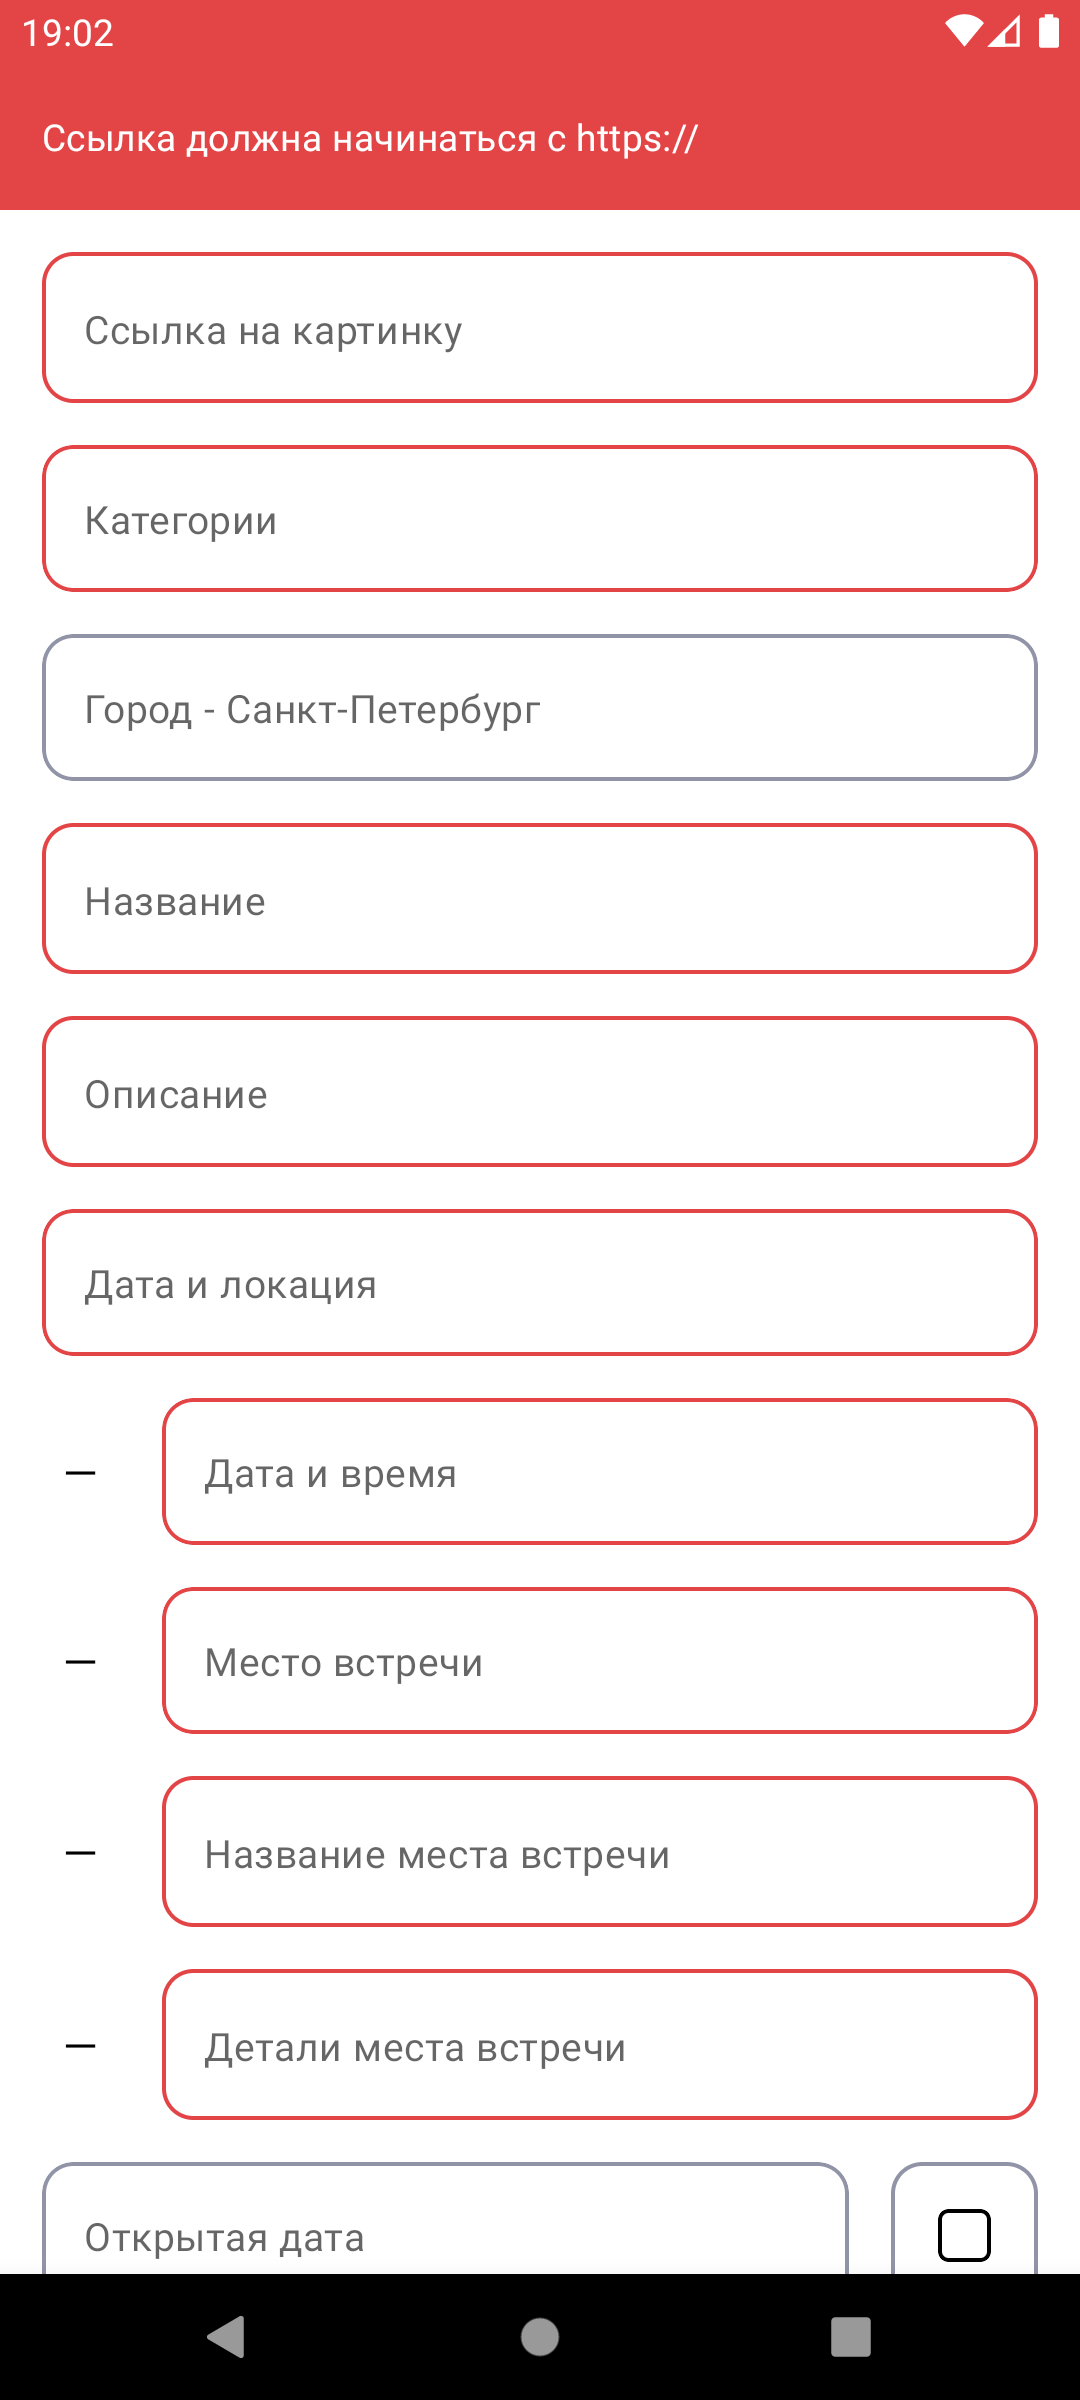 19:02
Ссылка должна начинаться с https://
Ссылка на картинку
Категории
Город - Санкт-Петербург
Название
Описание
Дата и локация
Дата и время
Место встречи
Название места встречи
Детали места встречи
Открытая дата